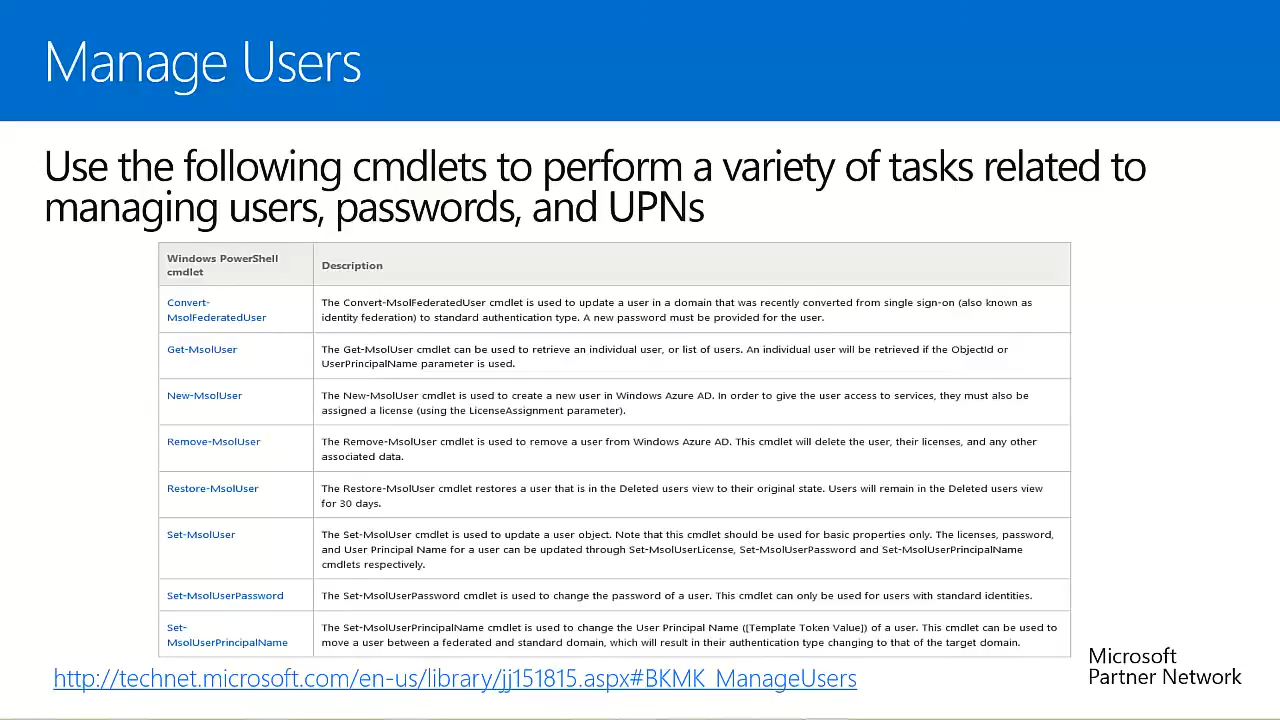 Manage Users
Use the following cmdlets to perform a variety of tasks related to
managing users, passwords, and UPNs
Windows PowerShell
cmdlet
Description
Convert-
MsolFederatedUser
The Convert-MsolFederatedUser cmdlet is used to update a user in a domain that was recently converted from single sign-on (also known as
identity federation) to standard authentication type. A new password must be provided for the user.
Get-MsolUser
The Get-MsolUser cmdlet can be used to retrieve an individual user, or list of users. An individual user will be retrieved if the ObjectId or
UserPrincipalName parameter is used.
New-MsolUser
The New-MsolUser cmdlet is used to create a new user in Windows Azure AD. In order to give the user access to services, they must also be
assigned a license (using the LicenseAssignment parameter).
Remove-MsolUser
The Remove-MsolUser cmdlet is used to remove a user from Windows Azure AD. This cmdlet will delete the user, their licenses, and any other
associated data.
Restore-MsolUser
The Restore-MsolUser cmdlet restores a user that is in the Deleted users view to their original state. Users will remain in the Deleted users view
for 30 days.
Set-MsolUser
The Set-MsolUser cmdlet is used to update a user object. Note that this cmdlet should be used for basic properties only. The licenses, password,
and User Principal Name for a user can be updated through Set-MsolUserLicense, Set-MsolUserPassword and Set-MsolUserPrincipalName
cmdlets respectively.
Set-MsolUserPassword
The Set-MsolUserPassword cmdlet is used to change the password of a user. This cmdlet can only be used for users with standard identities.
Set-
MsolUserPrincipalName
The Set-MsolUserPrincipalName cmdlet is used to change the User Principal Name ([Template Token Value]) of a user. This cmdlet can be used to
move a user between a federated and standard domain, which will result in their authentication type changing to that of the target domain.
http://technet.microsoft.com/en-us/library/jj151815.aspx#BKMK_ManageUsers
Microsoft
Partner Network